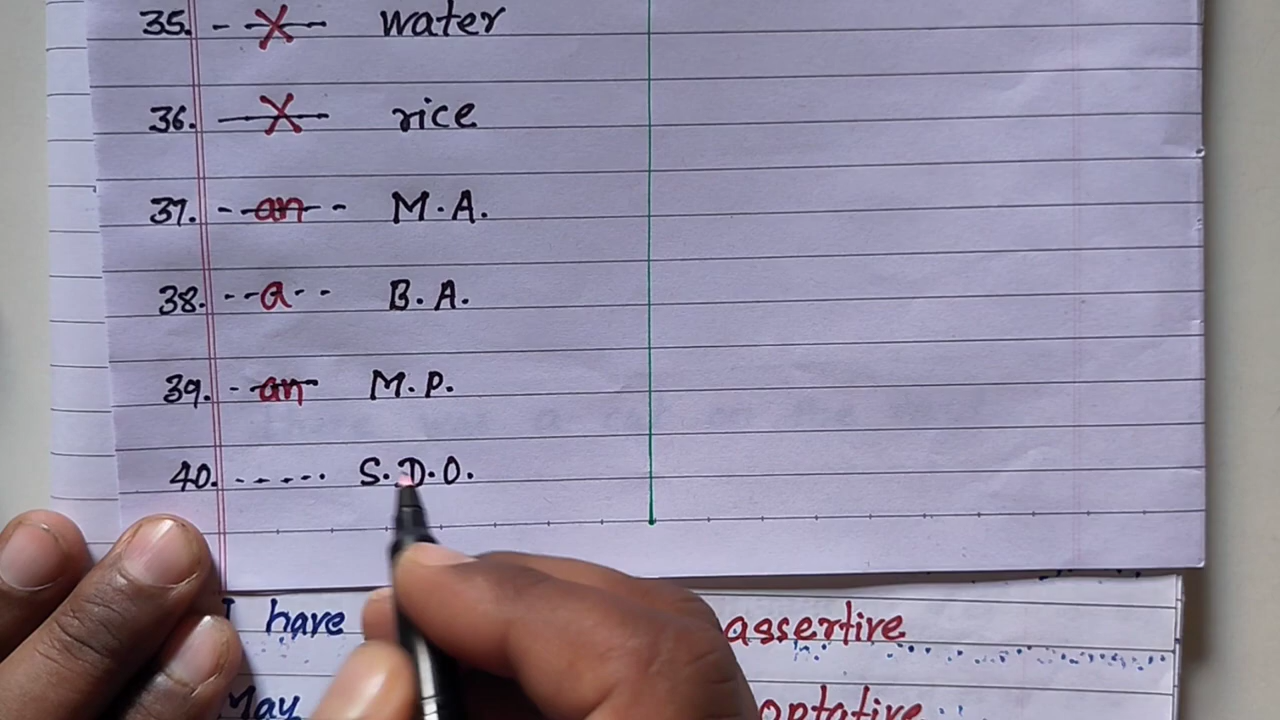 35. - -X- water
36. -X- rice
37. - -an- - M.A.
38. --a-- B.A.
39. - -an- M.P.
40. ----- S.D.O.
I have assertive
May optative